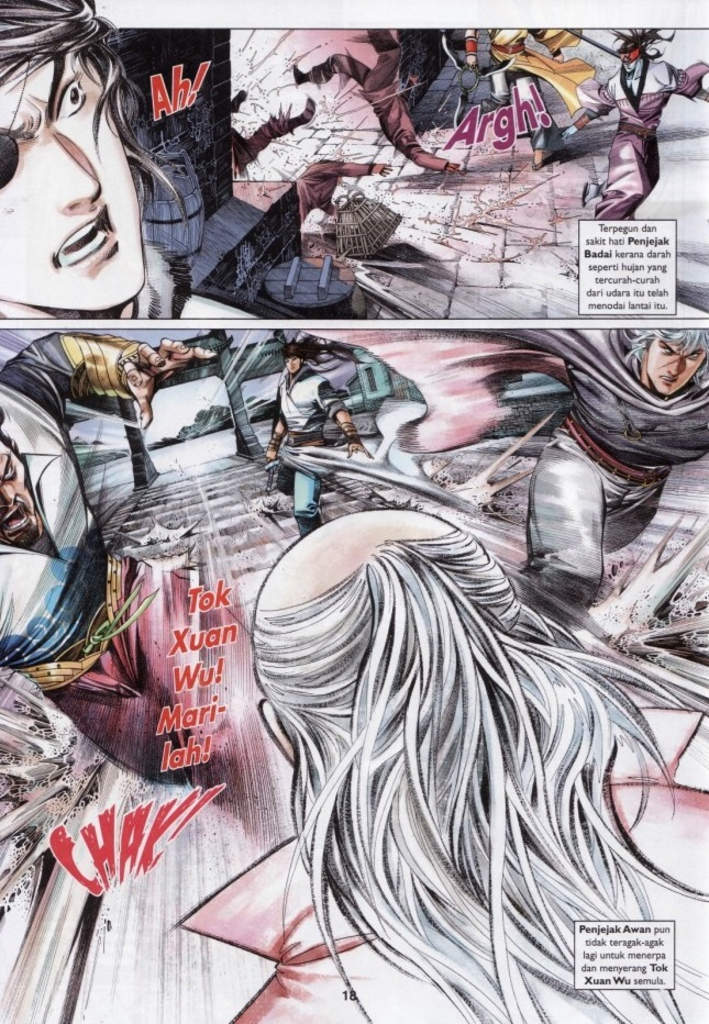 Ah!
Argh!
Terpegun dan
sakit hati Penjejak
Badai kerana darah
seperti hujan yang
tercurah-curah
dari udara itu telah
menodai lantai itu.
Tok
Xuan
Wu!
Mari-
lah!
CHAK!
Penjejak Awan pun
tidak teragak-agak
lagi untuk menerpa
dan menyerang Tok
Xuan Wu semula.
18